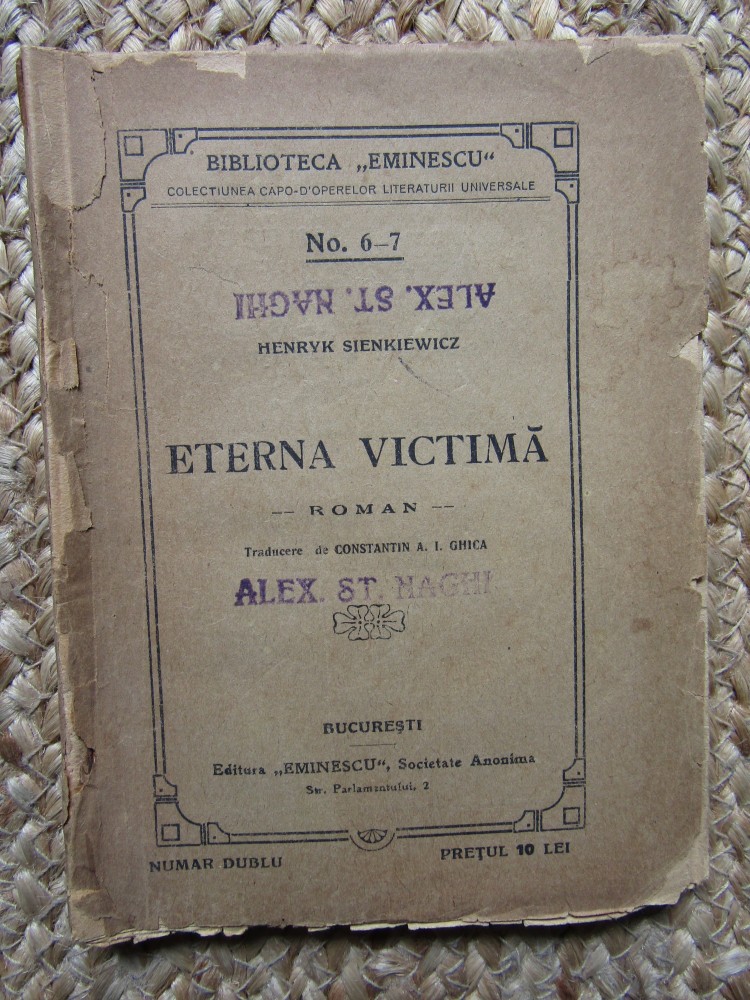 BIBLIOTECA „EMINESCU“
COLECȚIUNEA CAPO-D'OPERELOR LITERATURII UNIVERSALE
No. 6–7
ALEX. ST. NAGHI
HENRYK SIENKIEWICZ
ETERNA VICTIMĂ
-- ROMAN --
Traducere de CONSTANTIN A. I. GHICA
ALEX. ST. NAGHI
BUCUREȘTI
Editura „EMINESCU“, Societate Anonima
Str. Parlamentului, 2
NUMAR DUBLU
PREȚUL 10 LEI